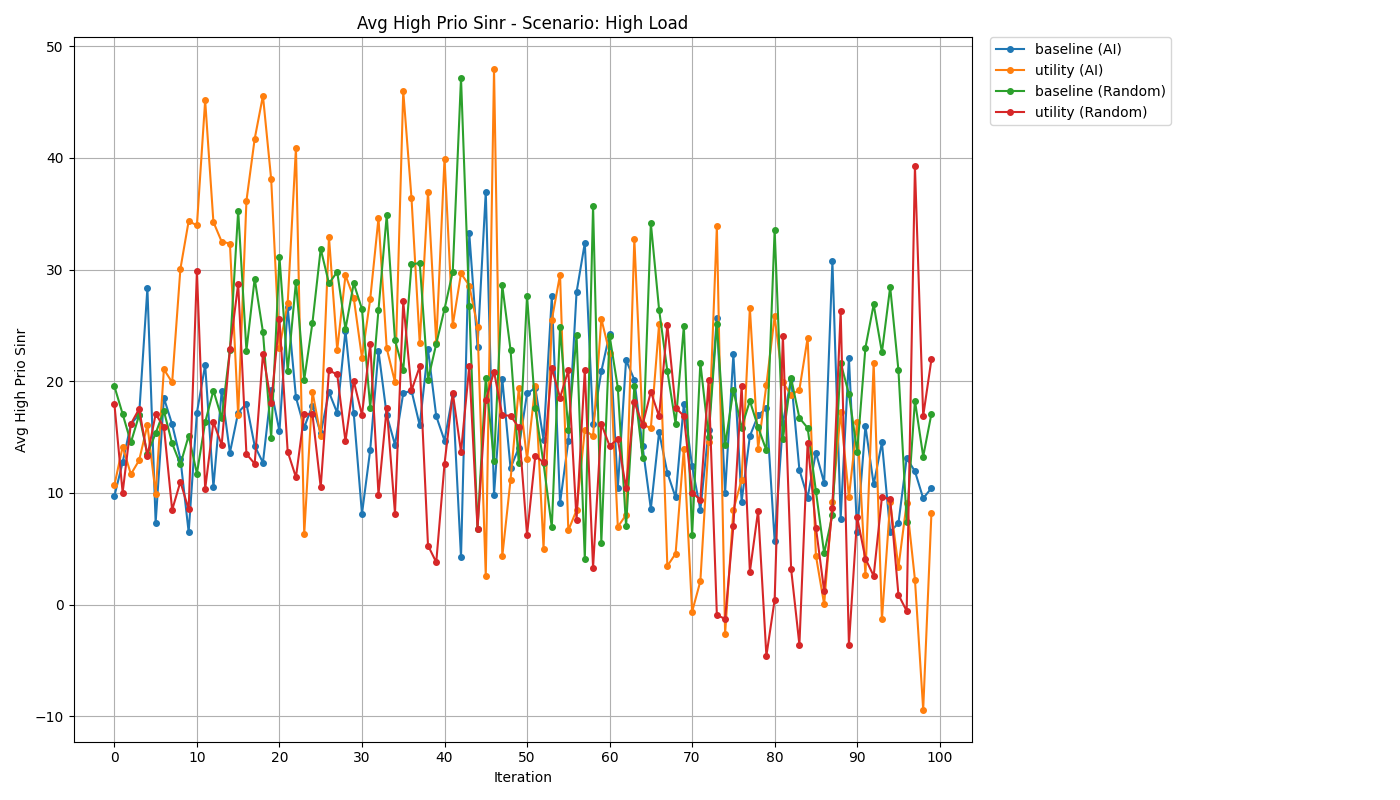 Avg High Prio Sinr - Scenario: High Load
baseline (AI)
utility (AI)
baseline (Random)
utility (Random)
Avg High Prio Sinr
50
40
30
20
10
0
−10
0 10 20 30 40 50 60 70 80 90 100
Iteration